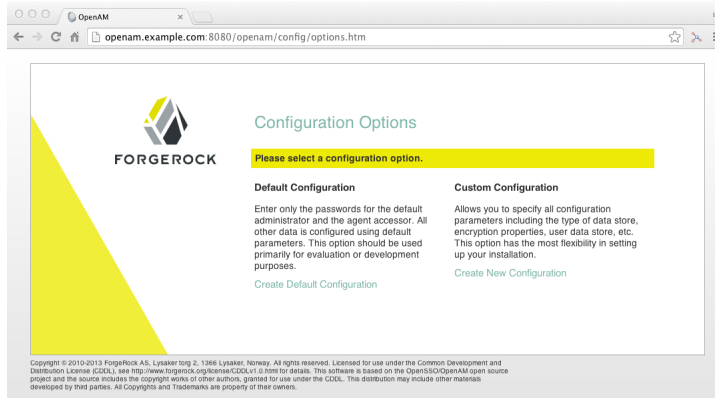 OpenAM
openam.example.com:8080/openam/config/options.htm
FORGEROCK
Configuration Options
Please select a configuration option.
Default Configuration
Enter only the passwords for the default
administrator and the agent accessor. All
other data is configured using default
parameters. This option should be used
primarily for evaluation or development
purposes.
Create Default Configuration
Custom Configuration
Allows you to specify all configuration
parameters including the type of data store,
encryption properties, user data store, etc.
This option has the most flexibility in setting
up your installation.
Create New Configuration
Copyright © 2010-2013 ForgeRock AS, Lysaker torg 2, 1366 Lysaker, Norway. All rights reserved. Licensed for use under the Common Development and
Distribution License (CDDL), see http://www.forgerock.org/license/CDDLv1.0.html for details. This software is based on the OpenSSO/OpenAM open source
project and the source includes the copyright works of other authors, granted for use under the CDDL. This distribution may include other materials
developed by third parties. All Copyrights and Trademarks are property of their owners.